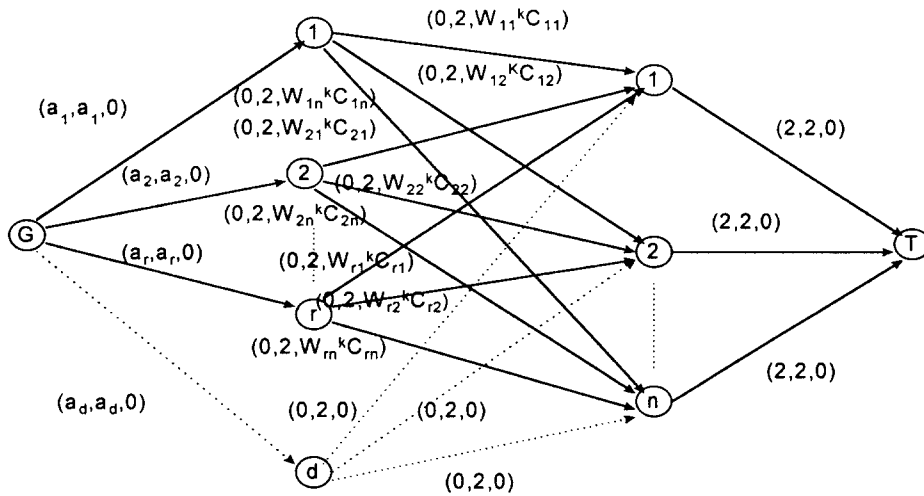 (0,2,W₁₁ᵏC₁₁)
1
(0,2,W₁₂ᴷC₁₂)
1
(a₁,a₁,0)
(0,2,W₁ₙᵏC₁ₙ)
(0,2,W₂₁ᵏC₂₁)
(2,2,0)
(a₂,a₂,0)
2
(0,2,W₂₂ᵏC₂₂)
(0,2,W₂ₙᵏC₂ₙ)
(2,2,0)
G
(aᵣ,aᵣ,0)
2
T
(0,2,Wᵣ₁ᵏCᵣ₁)
r
(0,2,Wᵣ₂ᵏCᵣ₂)
(0,2,WᵣₙᵏCᵣₙ)
(2,2,0)
n
(a_d,a_d,0)
(0,2,0)
(0,2,0)
d
(0,2,0)